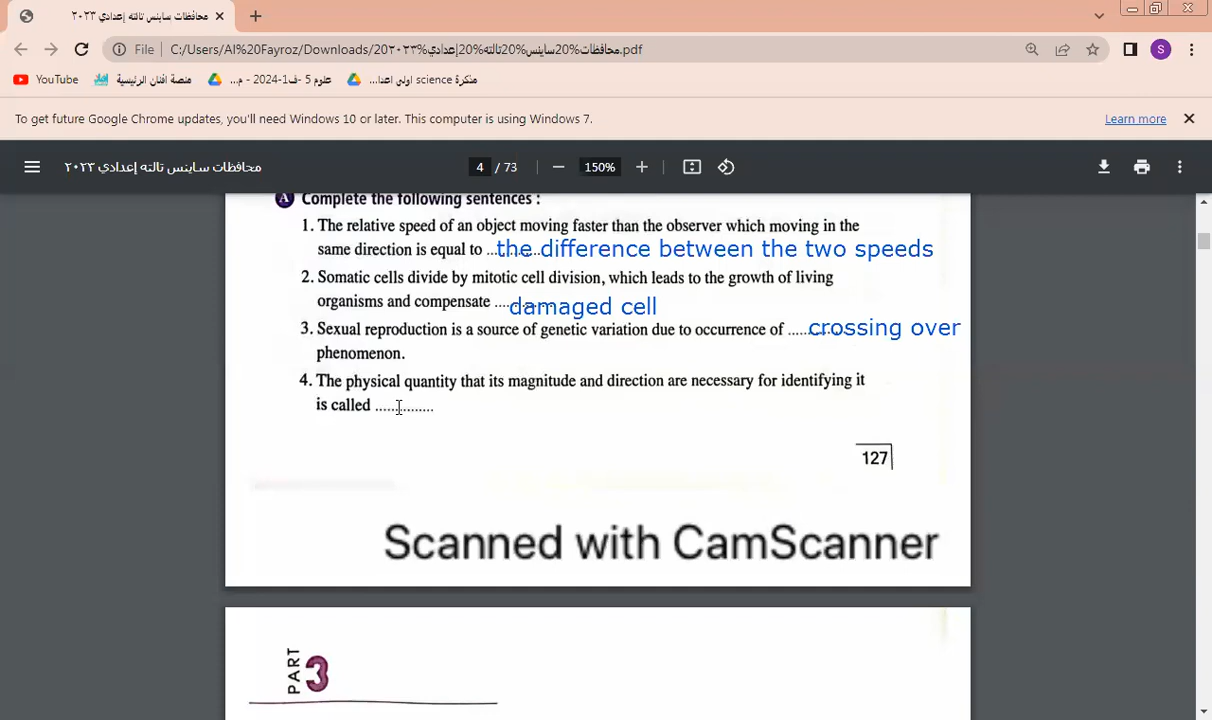 محافظات ساينس تالته إعدادي ٢٠٢٣
File
C:/Users/Al%20Fayroz/Downloads/محافظات%20ساينس%20تالته%20إعدادي%20٢٠٢٣.pdf
S
YouTube
منصة أفنان الرئيسية
علوم 5 -ف1-2024 - م...
مذكرة science اولي اعدا...
To get future Google Chrome updates, you'll need Windows 10 or later. This computer is using Windows 7.
Learn more
محافظات ساينس تالته إعدادي ٢٠٢٣
4 / 73
150%
A Complete the following sentences :
1. The relative speed of an object moving faster than the observer which moving in the
same direction is equal to .............. the difference between the two speeds
2. Somatic cells divide by mitotic cell division, which leads to the growth of living
organisms and compensate .............. damaged cell
3. Sexual reproduction is a source of genetic variation due to occurrence of .............. crossing over
phenomenon.
4. The physical quantity that its magnitude and direction are necessary for identifying it
is called ..............
127
Scanned with CamScanner
PART
3